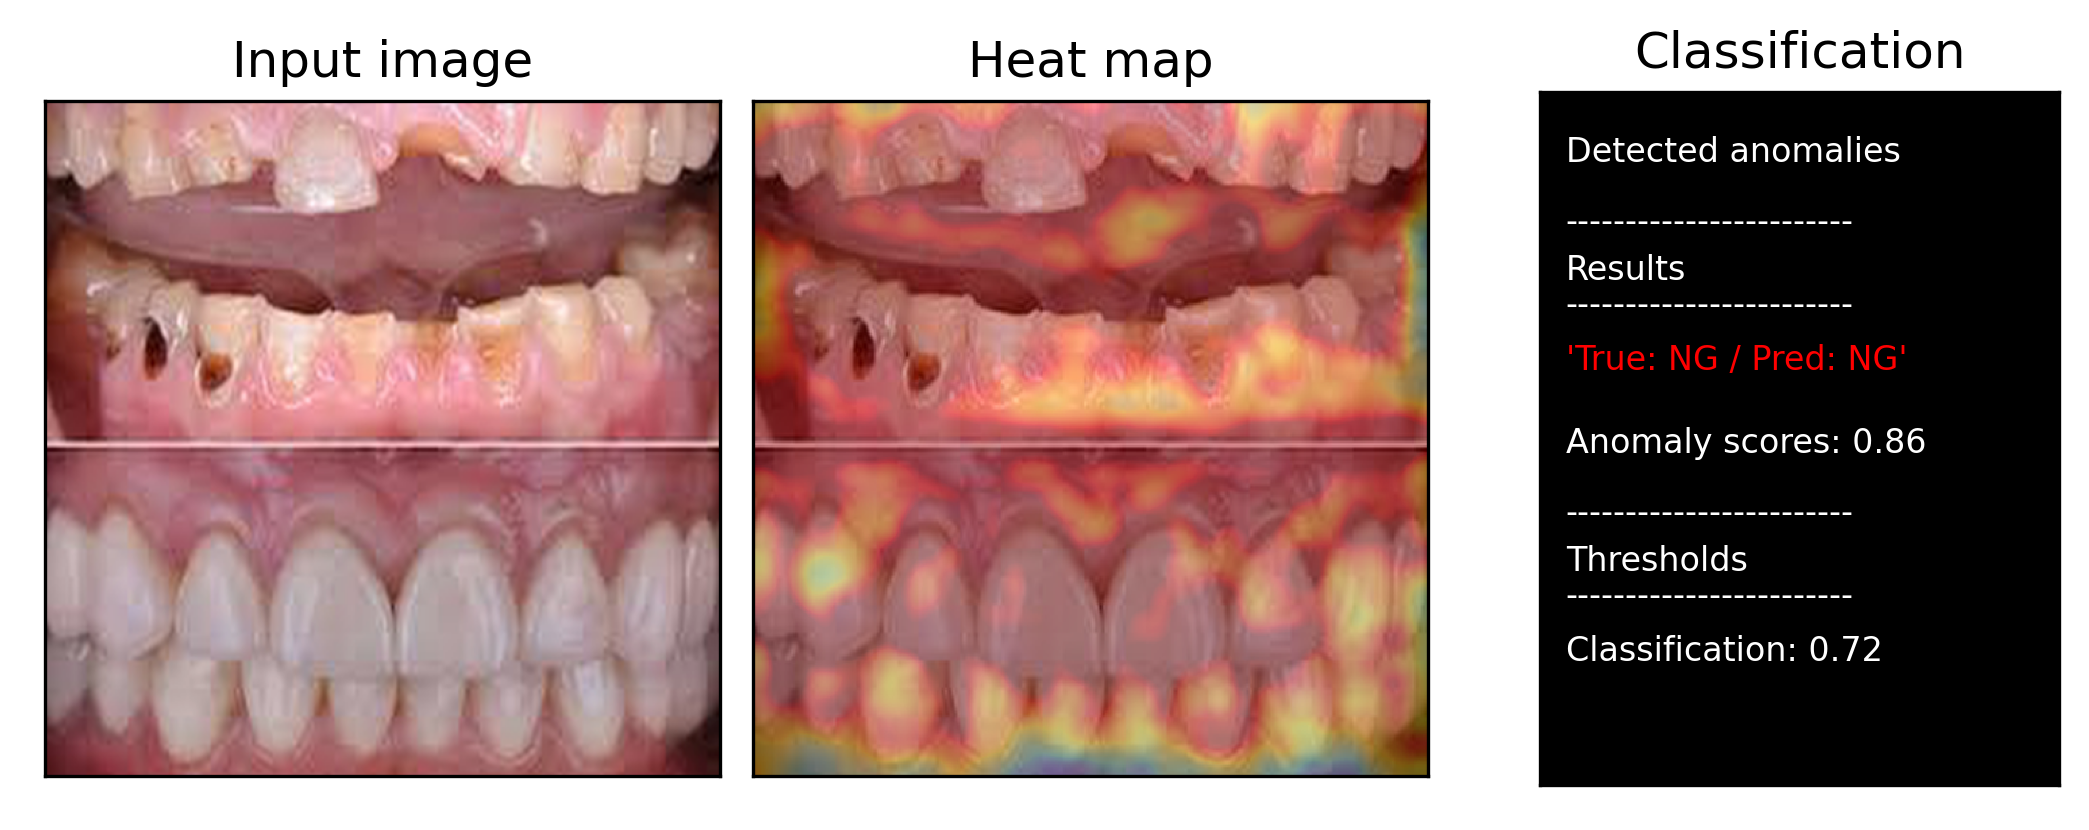 Input image
Heat map
Classification
Detected anomalies
------------------------
Results
------------------------
'True: NG / Pred: NG'
Anomaly scores: 0.86
------------------------
Thresholds
------------------------
Classification: 0.72